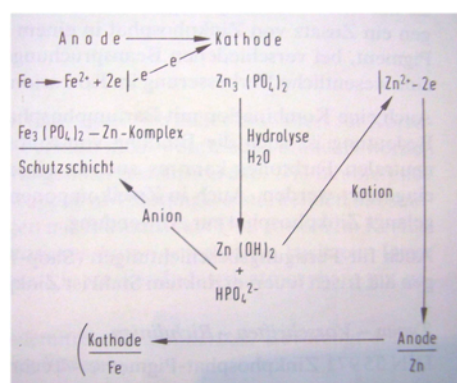 Anode Kathode
Fe Fe²⁺ + 2e| -e -e Zn₃(PO₄)₂ |Zn²⁺-2e
Fe₃(PO₄)₂-Zn-Komplex Hydrolyse
Schutzschicht H₂O
Kation
Anion
Zn(OH)₂
+
HPO₄²⁻
(Kathode Anode
Fe Zn